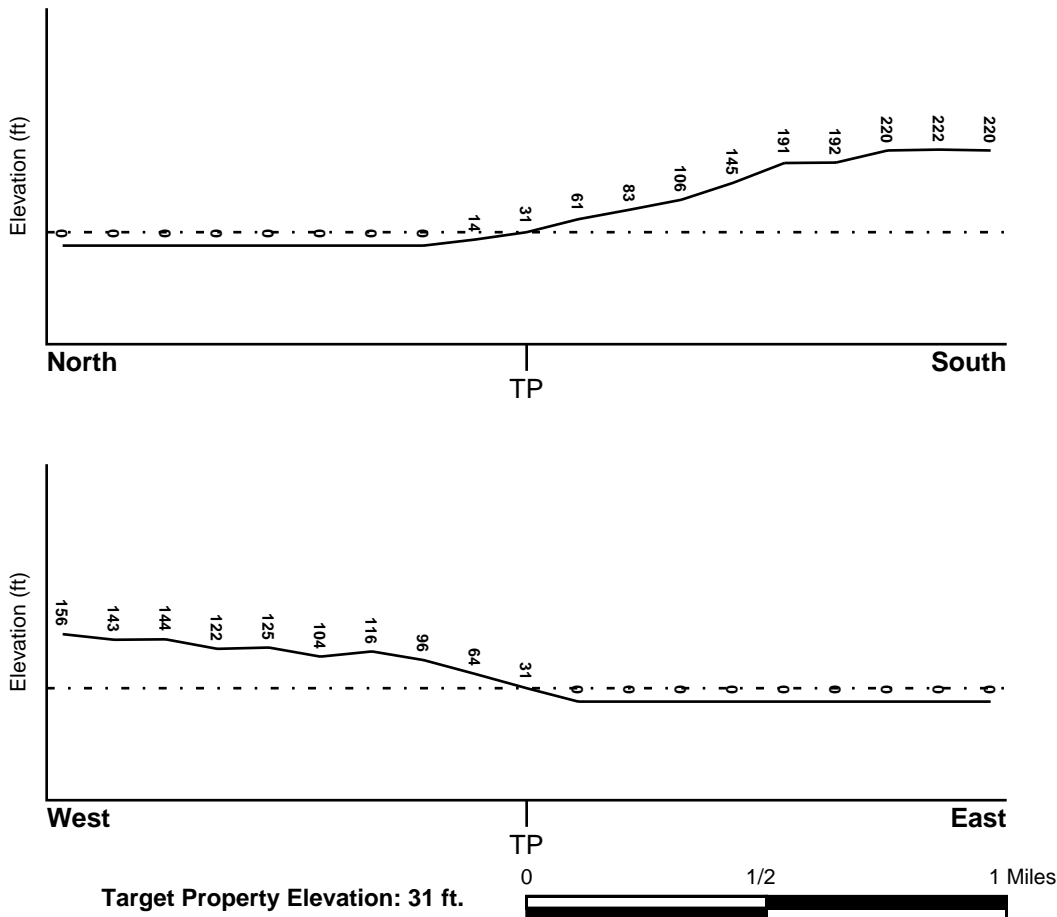 Elevation (ft)
0 0 0 0 0 0 0 0 14 31 61 83 106 145 191 192 220 222 220
North South
TP
Elevation (ft)
156 143 144 122 125 104 116 96 64 31 0 0 0 0 0 0 0 0 0
West East
TP
Target Property Elevation: 31 ft.
0 1/2 1 Miles